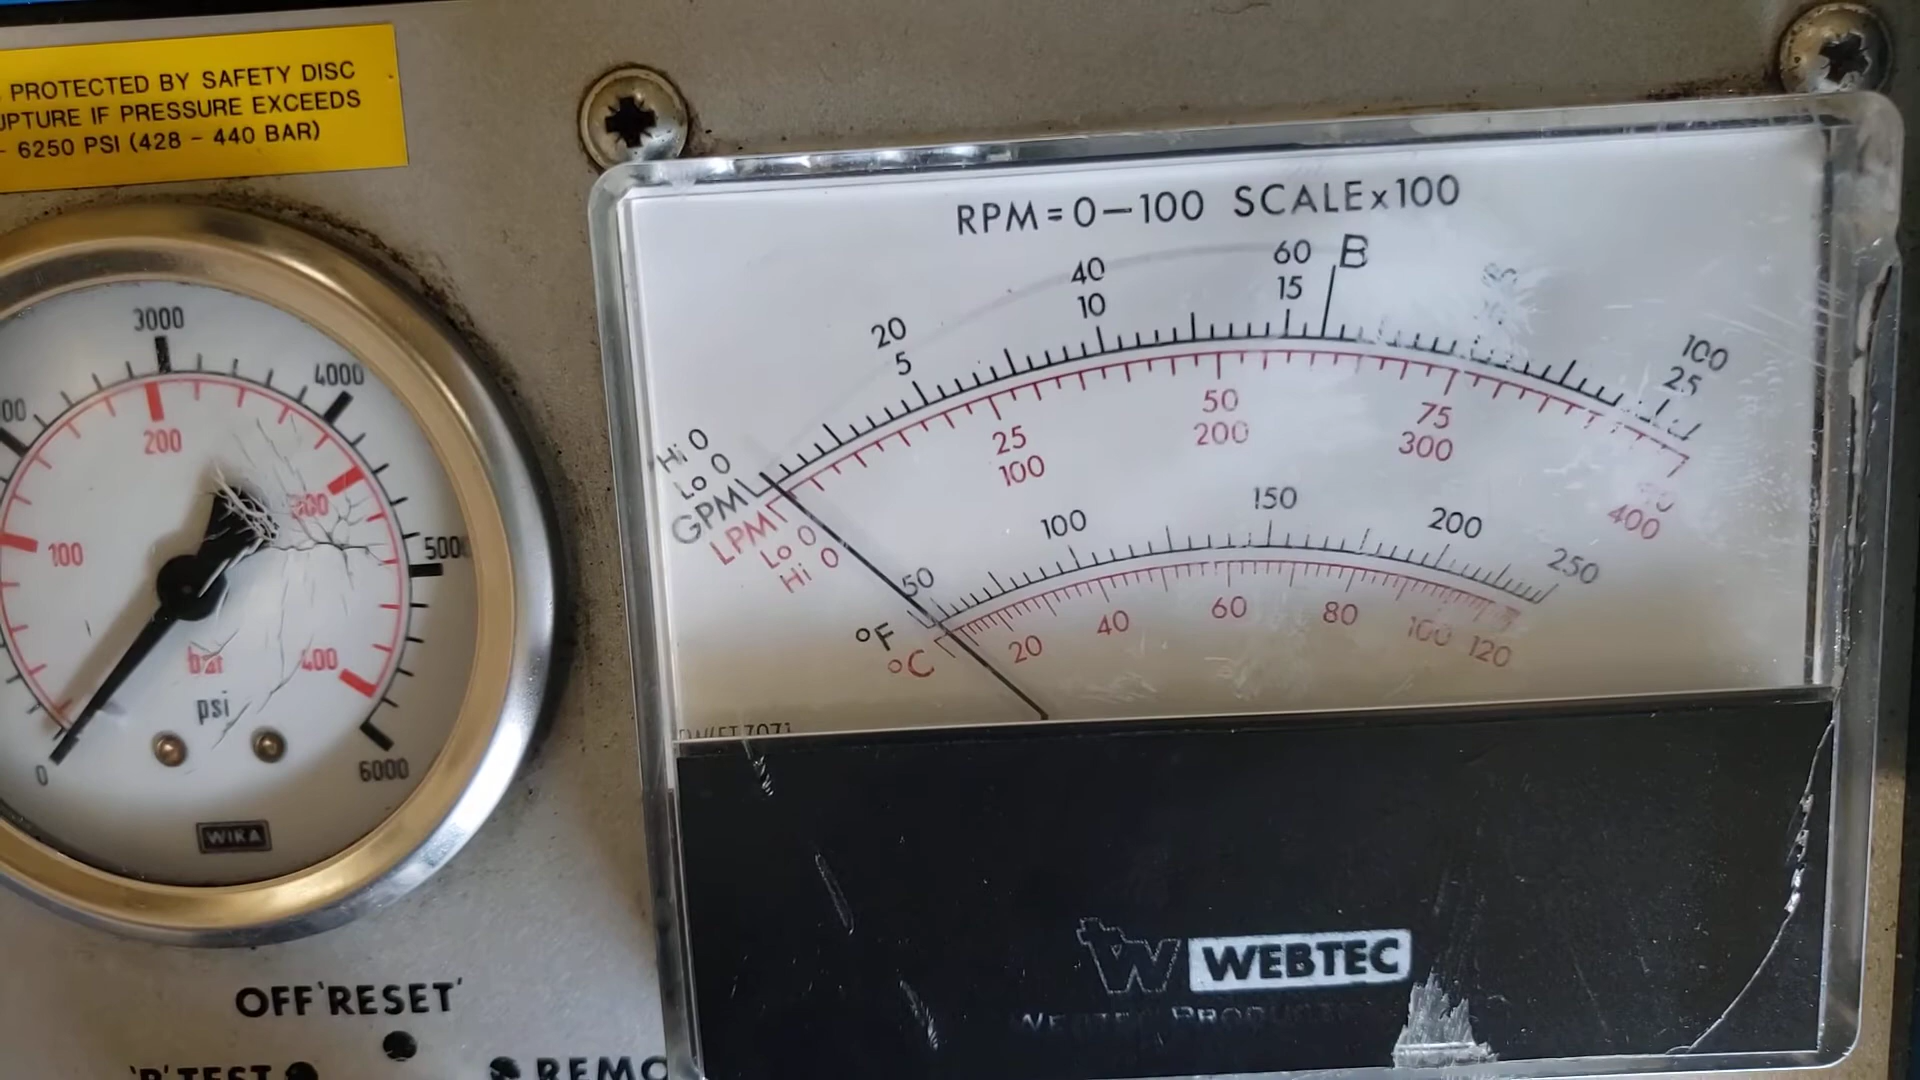 PROTECTED BY SAFETY DISC
UPTURE IF PRESSURE EXCEEDS
- 6250 PSI (428 - 440 BAR)
3000
4000
5000
6000
0
100
200
300
400
bar
psi
WIKA
RPM = 0-100 SCALE x 100
20 40 60 B 100
5 10 15 25
Hi 0
Lo 0
GPM
LPM
Lo 0
Hi 0
25 50 75
100 200 300 400
50 100 150 200 250
°F
°C
20 40 60 80 100 120
WEBTEC
OFF 'RESET'
'P' TEST
REMO